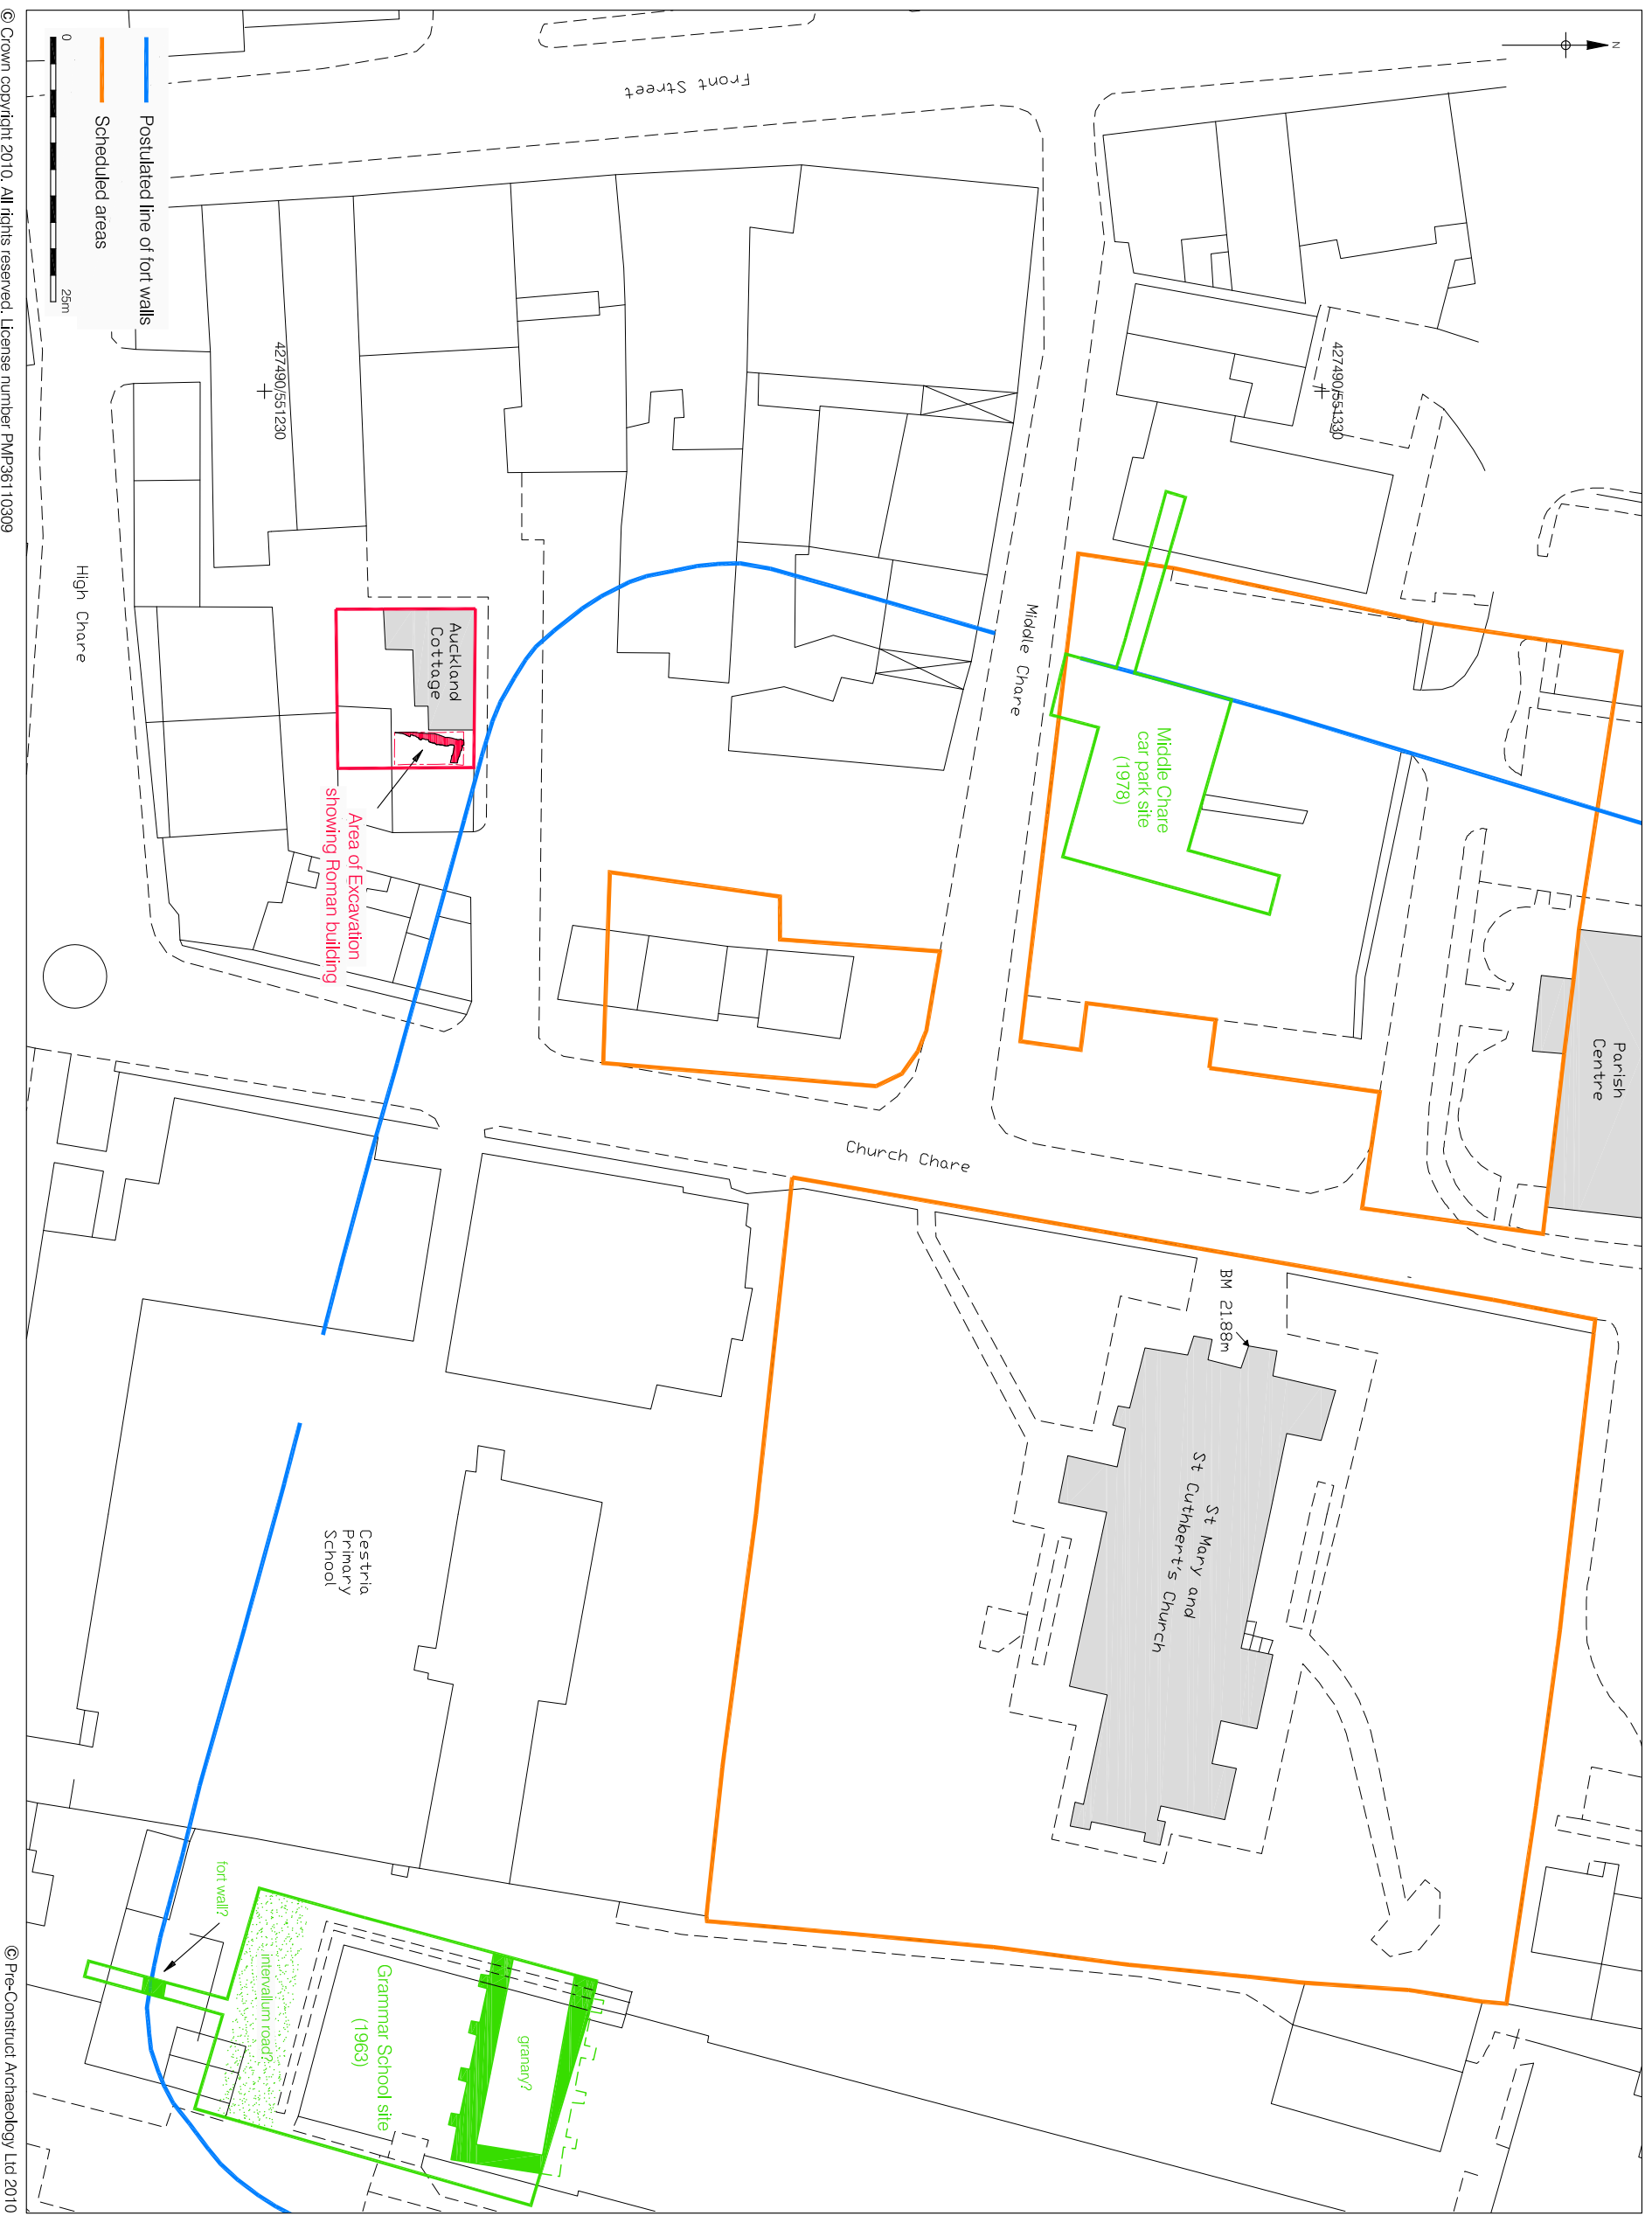 N
Front Street
427490/551330
Middle Chare
car park site
(1978)
Parish
Centre
Middle Chare
Church Chare
BM 21.88m
St Mary and
St Cuthbert's Church
Auckland
Cottage
427490/551230
Area of Excavation
showing Roman building
High Chare
Cestria
Primary
School
granary?
Grammar School site
(1963)
intervallum road?
fort wall?
Postulated line of fort walls
Scheduled areas
0
25m
© Crown copyright 2010. All rights reserved. License number PMP36110309
© Pre-Construct Archaeology Ltd 2010